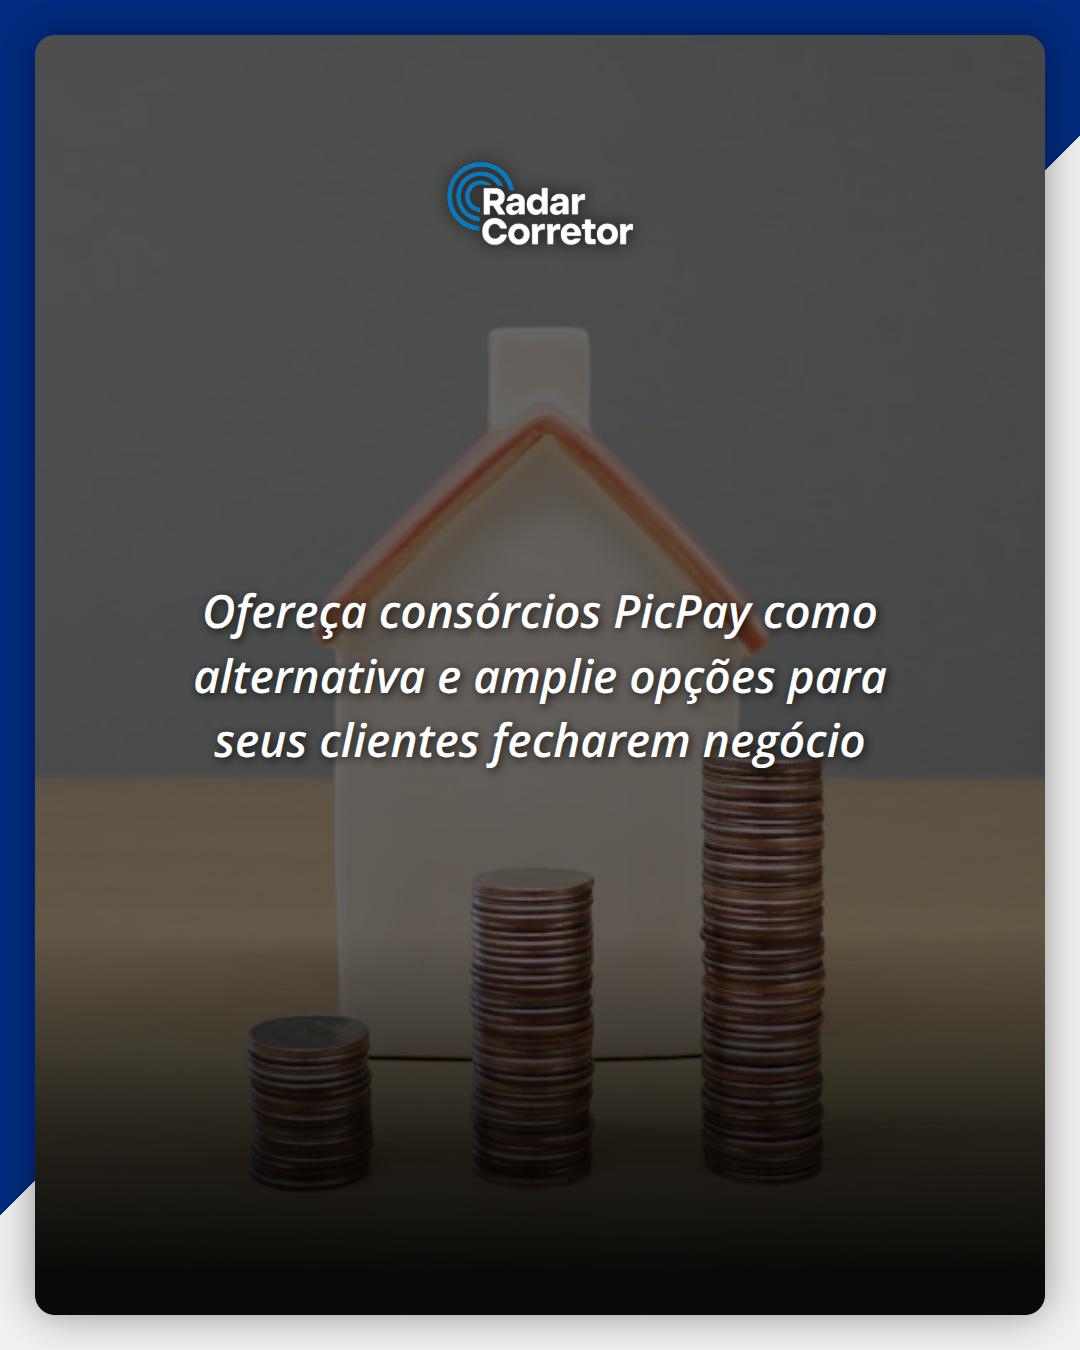 Radar
Corretor
Ofereça consórcios PicPay como
alternativa e amplie opções para
seus clientes fecharem negócio